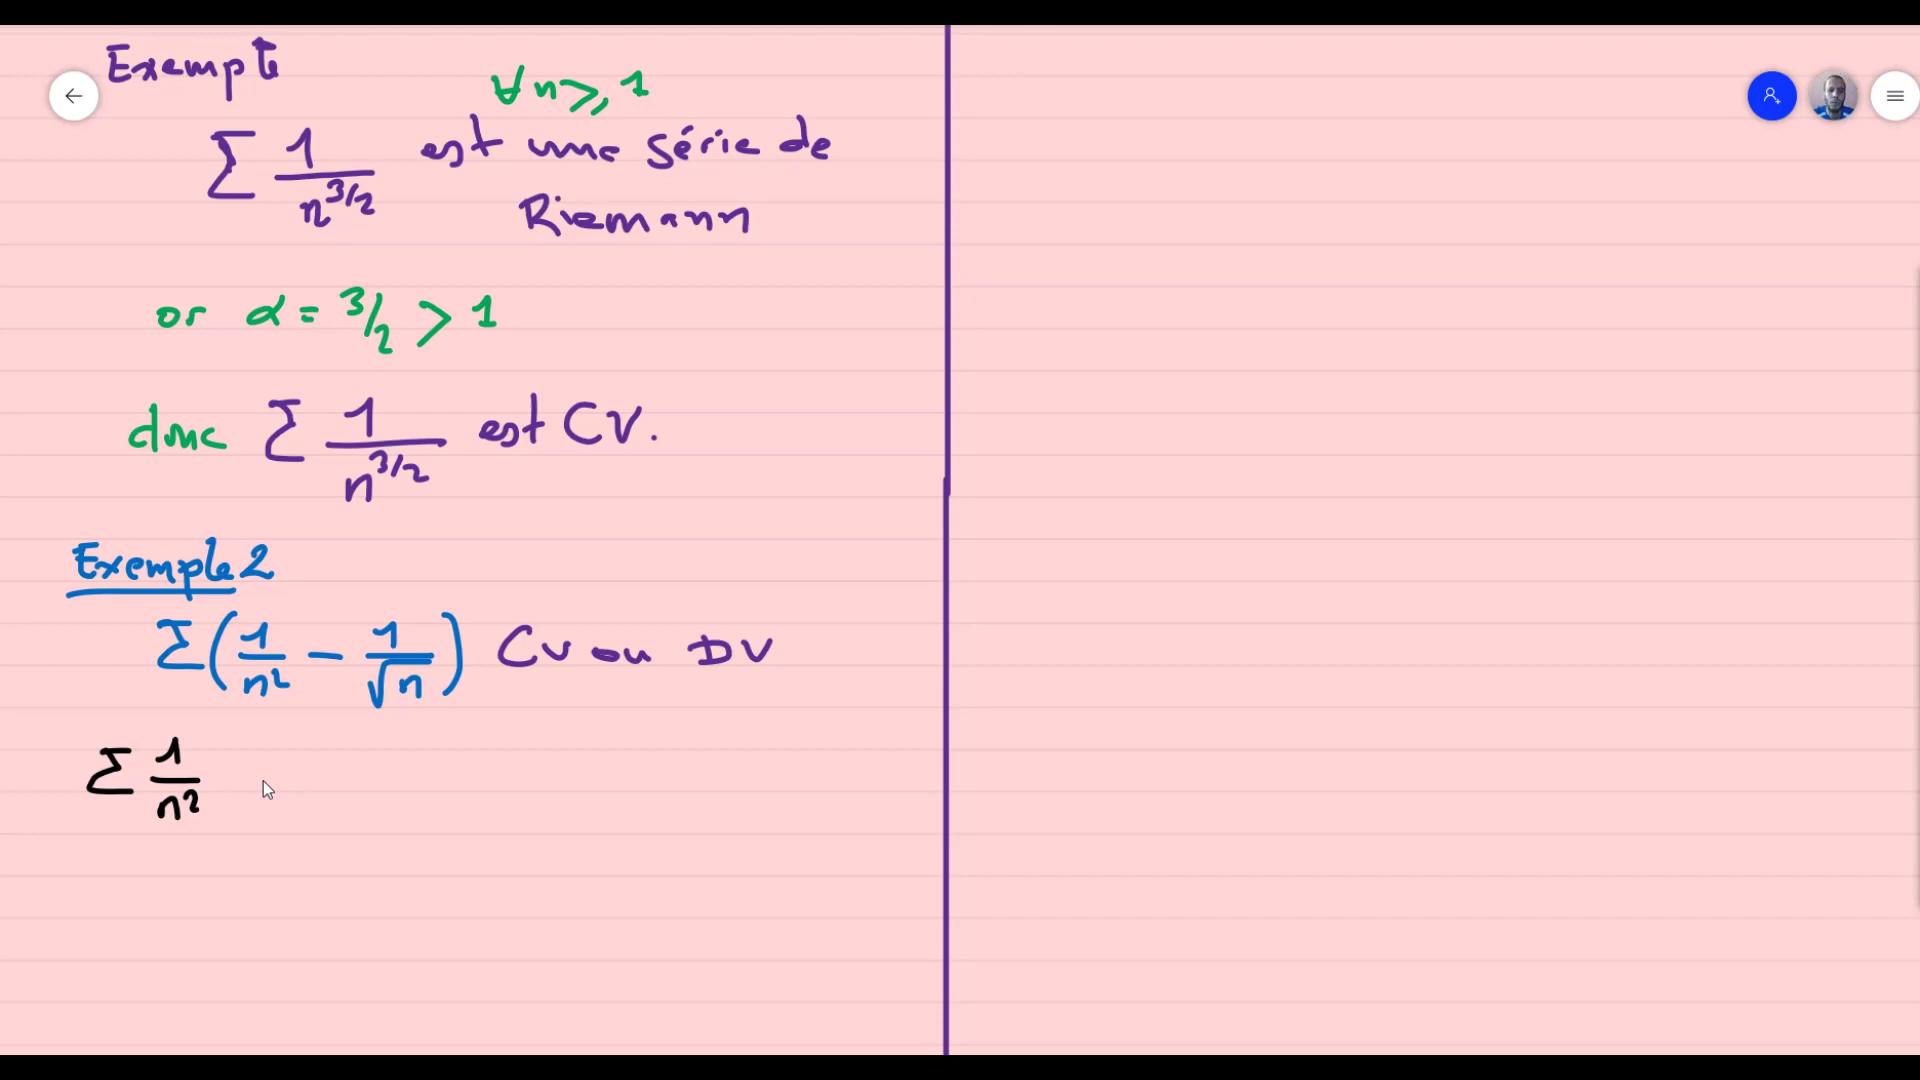 Exemple
∀ n ⩾ 1
∑ 1/n^{3/2} est une série de
Riemann
or α = 3/2 > 1
donc ∑ 1/n^{3/2} est CV.
Exemple 2
∑ (1/n² − 1/√n) CV ou DV
∑ 1/n²